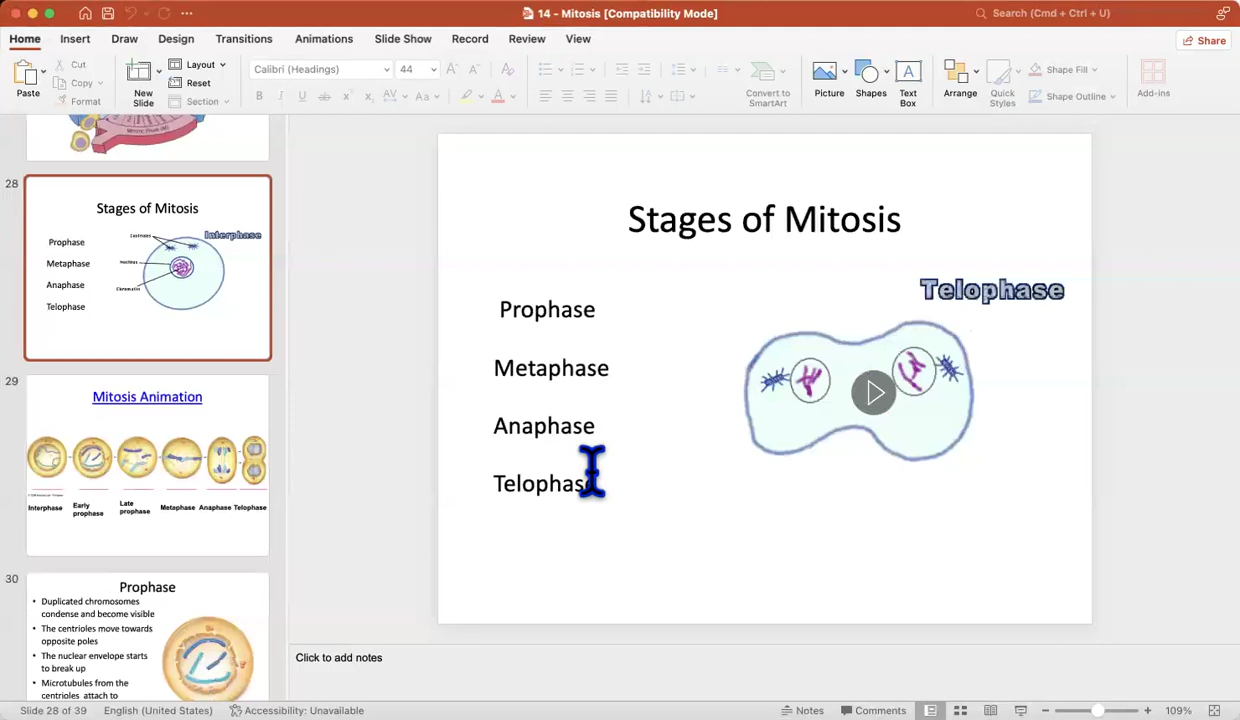 14 - Mitosis [Compatibility Mode]
Search (Cmd + Ctrl + U)
Home Insert Draw Design Transitions Animations Slide Show Record Review View
Share
Paste
Cut
Copy
Format
New Slide
Layout
Reset
Section
Calibri (Headings) 44
Convert to SmartArt
Picture
Shapes
Text Box
Arrange
Quick Styles
Shape Fill
Shape Outline
Add-ins
28
Stages of Mitosis
Interphase
Centrioles
Prophase
Nucleus
Metaphase
Anaphase
Chromatin
Telophase
29
Mitosis Animation
Interphase
Early prophase
Late prophase
Metaphase
Anaphase
Telophase
30
Prophase
• Duplicated chromosomes
condense and become visible
• The centrioles move towards
opposite poles
• The nuclear envelope starts
to break up
• Microtubules from the
centrioles attach to
Stages of Mitosis
Telophase
Prophase
Metaphase
Anaphase
Telophase
Click to add notes
Slide 28 of 39
English (United States)
Accessibility: Unavailable
Notes
Comments
109%